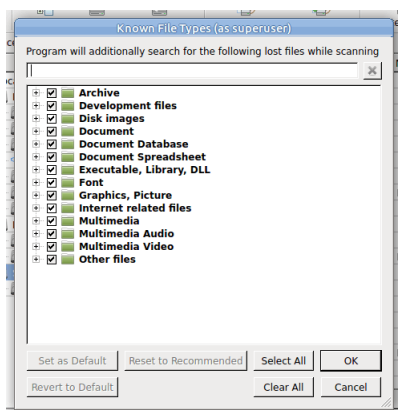 Known File Types (as superuser)
Program will additionally search for the following lost files while scanning
Archive
Development files
Disk images
Document
Document Database
Document Spreadsheet
Executable, Library, DLL
Font
Graphics, Picture
Internet related files
Multimedia
Multimedia Audio
Multimedia Video
Other files
Set as Default Reset to Recommended Select All OK
Revert to Default Clear All Cancel